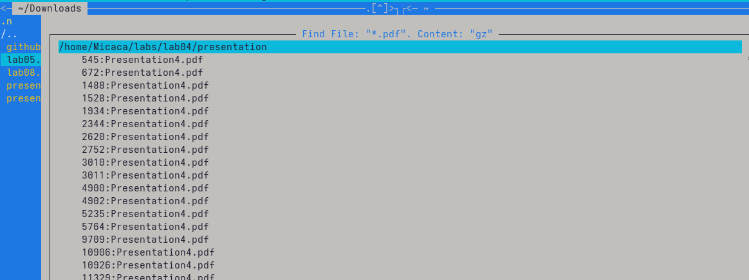 <─ ~/Downloads ─.[^]>┐┌<─ ~ ─
.n
/..
github
lab05.
lab08.
presen
presen
Find File: "*.pdf". Content: "gz"
/home/Micaca/labs/lab04/presentation
545:Presentation4.pdf
672:Presentation4.pdf
1488:Presentation4.pdf
1528:Presentation4.pdf
1934:Presentation4.pdf
2344:Presentation4.pdf
2620:Presentation4.pdf
2752:Presentation4.pdf
3010:Presentation4.pdf
3011:Presentation4.pdf
4900:Presentation4.pdf
4902:Presentation4.pdf
5235:Presentation4.pdf
5764:Presentation4.pdf
9709:Presentation4.pdf
10906:Presentation4.pdf
10926:Presentation4.pdf
11329:Presentation4.pdf